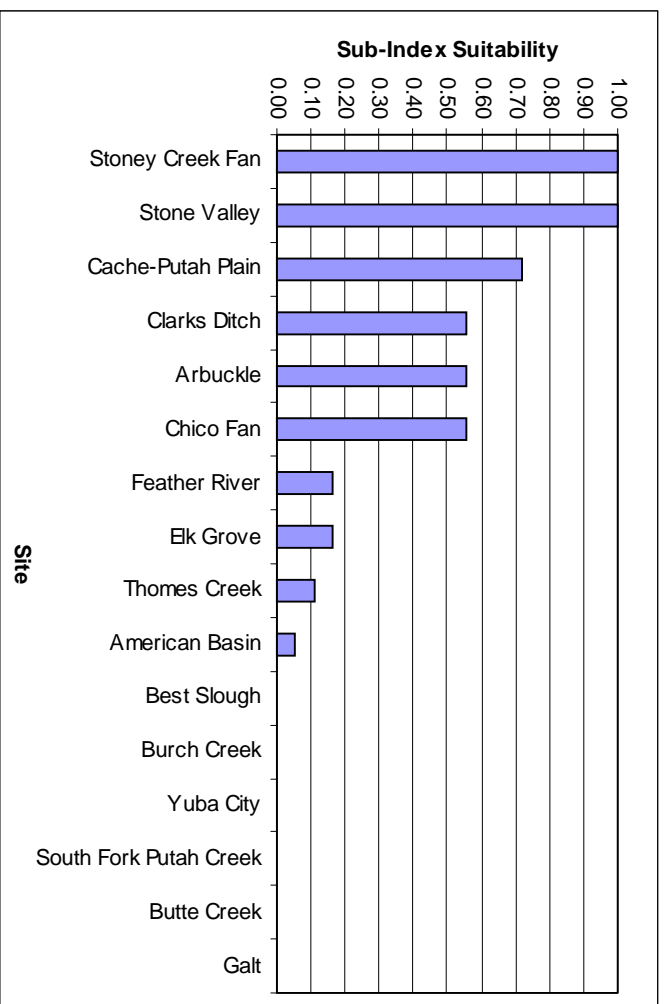 Sub-Index Suitability
0.00
0.10
0.20
0.30
0.40
0.50
0.60
0.70
0.80
0.90
1.00
Stoney Creek Fan
Stone Valley
Cache-Putah Plain
Clarks Ditch
Arbuckle
Chico Fan
Feather River
Elk Grove
Thomes Creek
American Basin
Best Slough
Burch Creek
Yuba City
South Fork Putah Creek
Butte Creek
Galt
Site